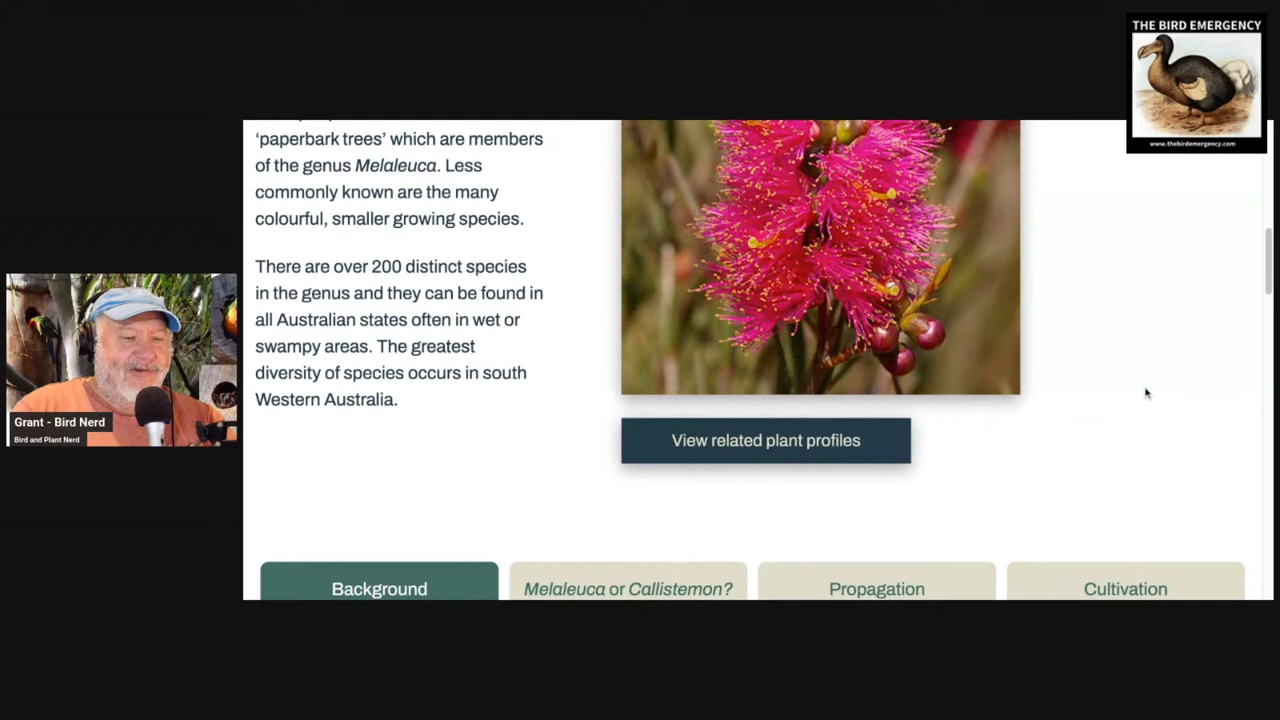 THE BIRD EMERGENCY
www.thebirdemergency.com
'paperbark trees' which are members
of the genus Melaleuca. Less
commonly known are the many
colourful, smaller growing species.
There are over 200 distinct species
in the genus and they can be found in
all Australian states often in wet or
swampy areas. The greatest
diversity of species occurs in south
Western Australia.
View related plant profiles
Grant - Bird Nerd
Bird and Plant Nerd
Background
Melaleuca or Callistemon?
Propagation
Cultivation